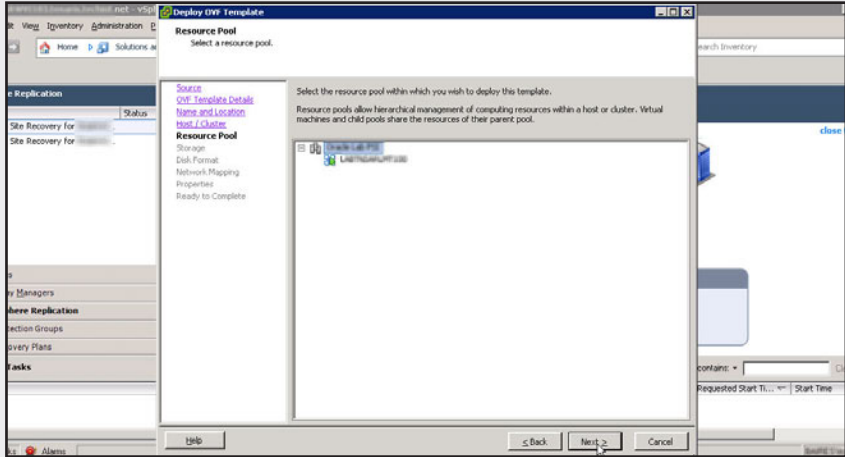 .net - vSpl
Deploy OVF Template
View Inventory Administration P
Home
Solutions a
Search Inventory
Resource Pool
Select a resource pool.
Replication
Status
Site Recovery for
Site Recovery for
close
Source
OVF Template Details
Name and Location
Host / Cluster
Resource Pool
Storage
Disk Format
Network Mapping
Properties
Ready to Complete
Select the resource pool within which you wish to deploy this template.
Resource pools allow hierarchical management of computing resources within a host or cluster. Virtual
machines and child pools share the resources of their parent pool.
Managers
Replication
Groups
Plans
Tasks
contains:
Requested Start Ti...
Start Time
Help
< Back
Next >
Cancel
Alarms